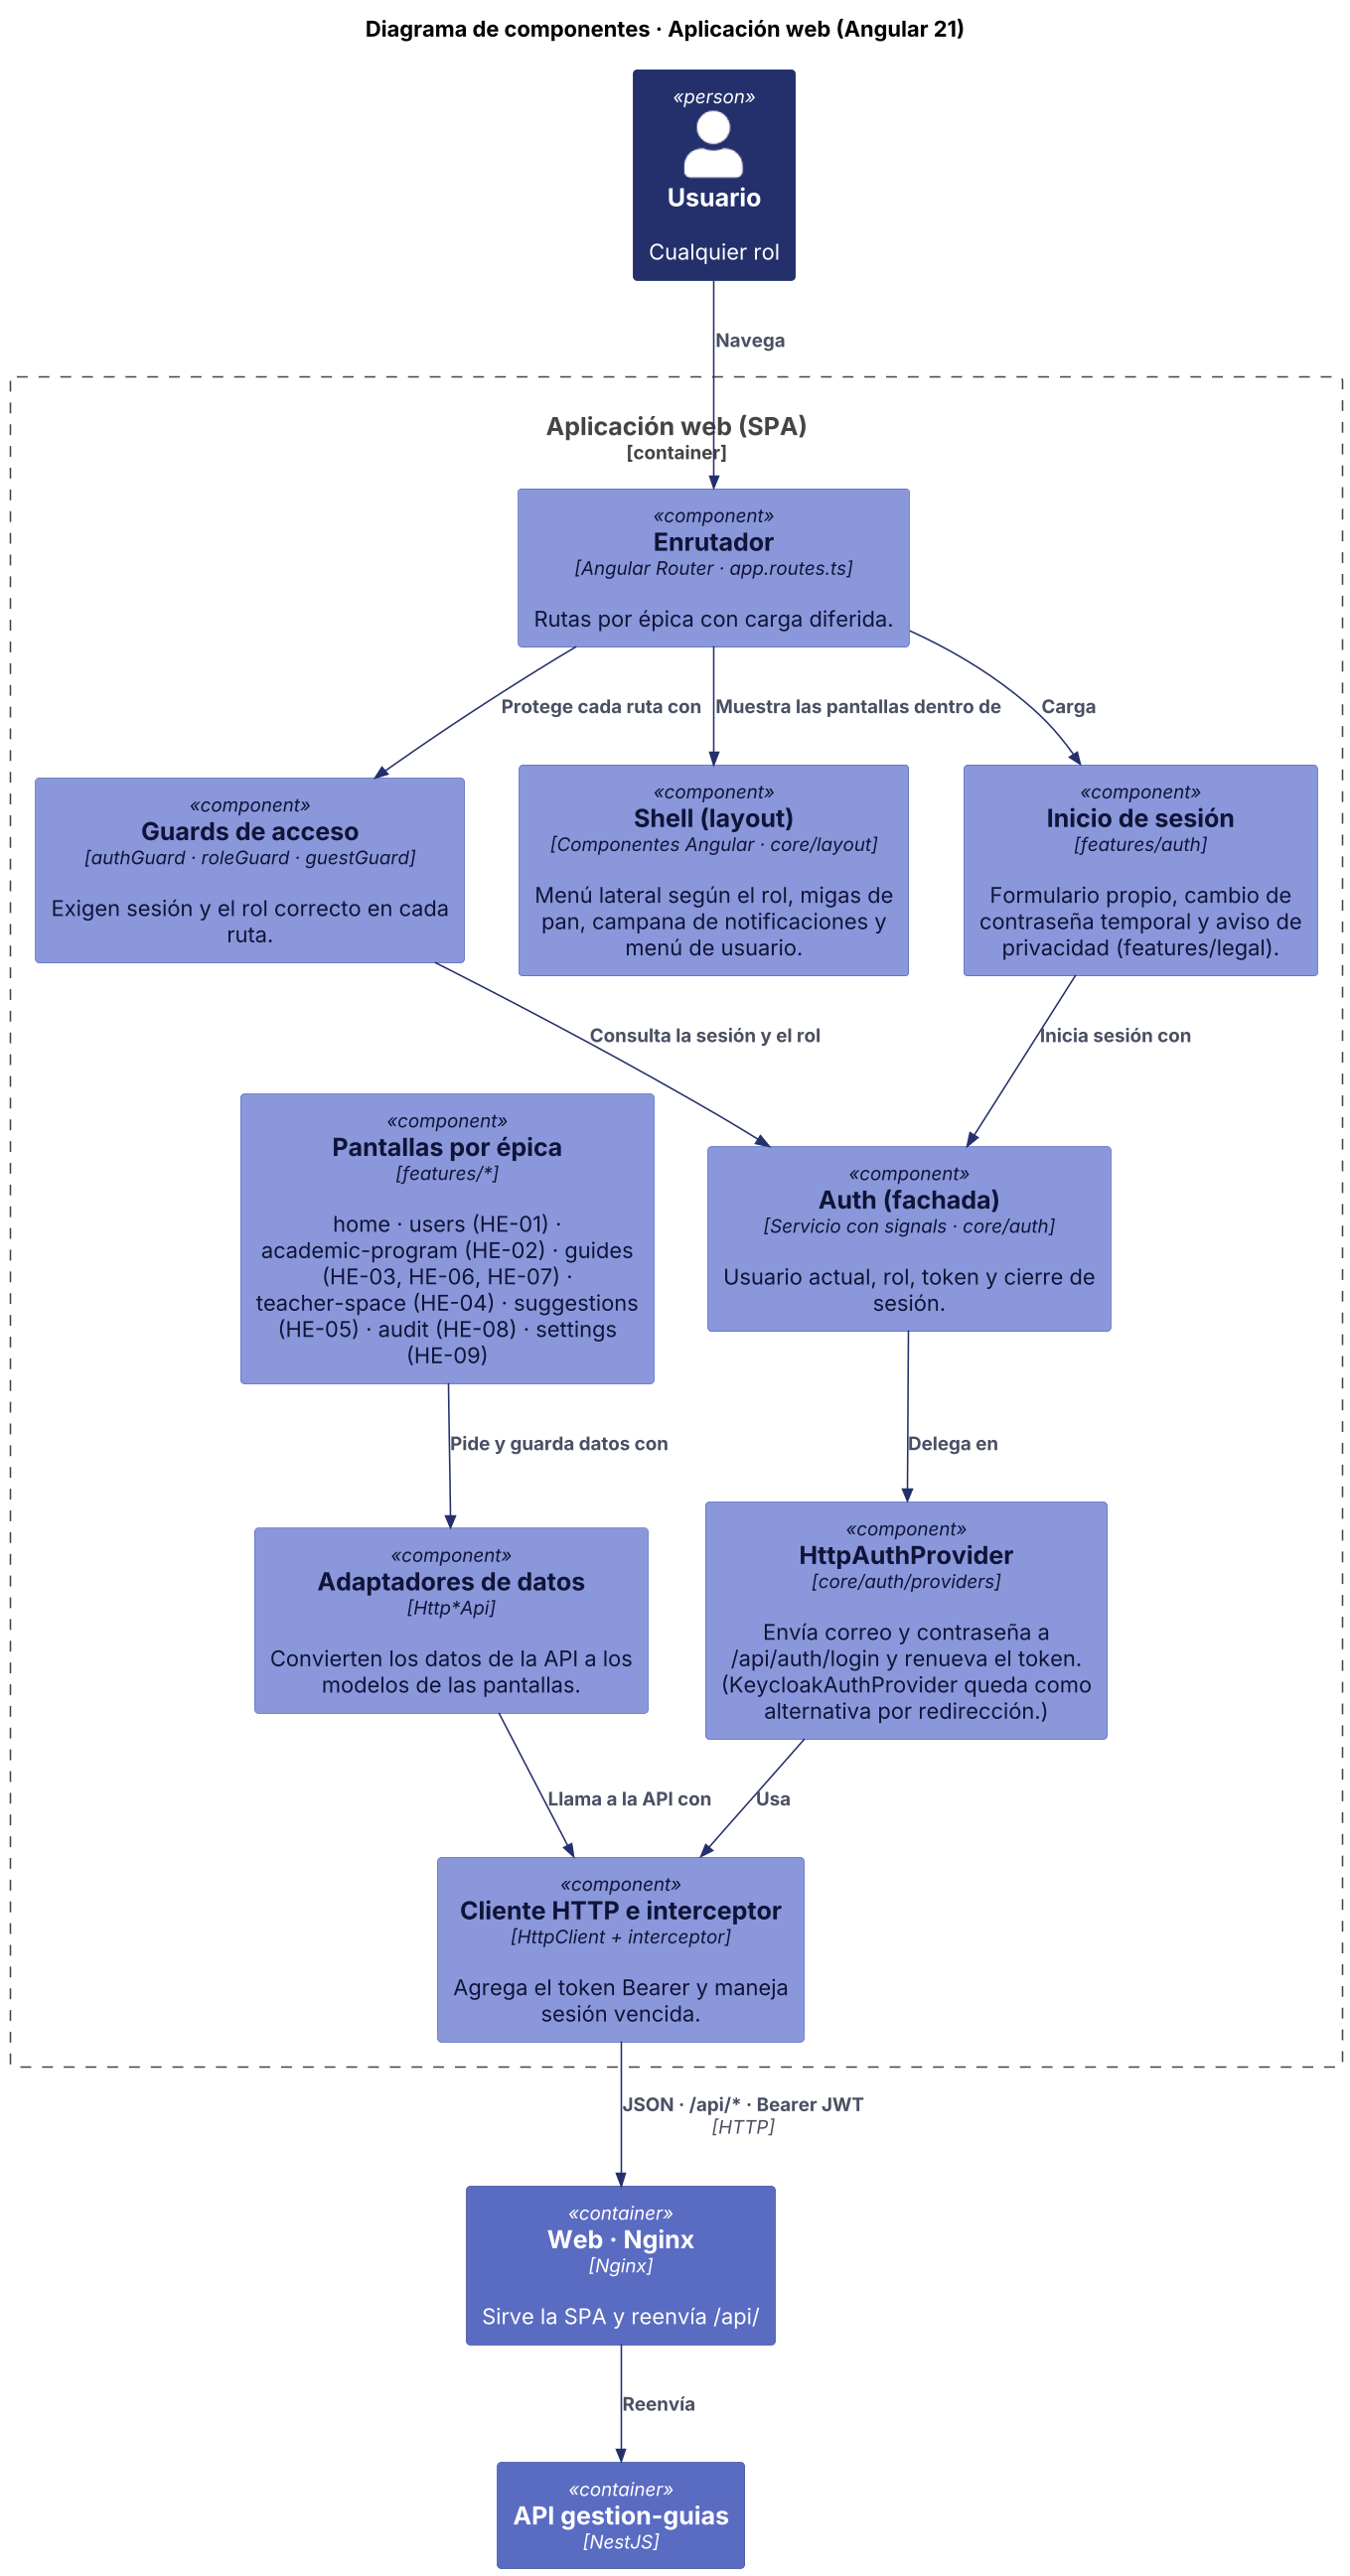 Diagrama de componentes · Aplicación web (Angular 21)
«person»
Usuario
Cualquier rol
Navega
Aplicación web (SPA)
[container]
«component»
Enrutador
[Angular Router · app.routes.ts]
Rutas por épica con carga diferida.
Protege cada ruta con
Muestra las pantallas dentro de
Carga
«component»
Guards de acceso
[authGuard · roleGuard · guestGuard]
Exigen sesión y el rol correcto en cada
ruta.
«component»
Shell (layout)
[Componentes Angular · core/layout]
Menú lateral según el rol, migas de
pan, campana de notificaciones y
menú de usuario.
«component»
Inicio de sesión
[features/auth]
Formulario propio, cambio de
contraseña temporal y aviso de
privacidad (features/legal).
Consulta la sesión y el rol
Inicia sesión con
«component»
Pantallas por épica
[features/*]
home · users (HE-01) ·
academic-program (HE-02) · guides
(HE-03, HE-06, HE-07) ·
teacher-space (HE-04) · suggestions
(HE-05) · audit (HE-08) · settings
(HE-09)
«component»
Auth (fachada)
[Servicio con signals · core/auth]
Usuario actual, rol, token y cierre de
sesión.
Pide y guarda datos con
Delega en
«component»
Adaptadores de datos
[Http*Api]
Convierten los datos de la API a los
modelos de las pantallas.
«component»
HttpAuthProvider
[core/auth/providers]
Envía correo y contraseña a
/api/auth/login y renueva el token.
(KeycloakAuthProvider queda como
alternativa por redirección.)
Llama a la API con
Usa
«component»
Cliente HTTP e interceptor
[HttpClient + interceptor]
Agrega el token Bearer y maneja
sesión vencida.
JSON · /api/* · Bearer JWT
[HTTP]
«container»
Web · Nginx
[Nginx]
Sirve la SPA y reenvía /api/
Reenvía
«container»
API gestion-guias
[NestJS]